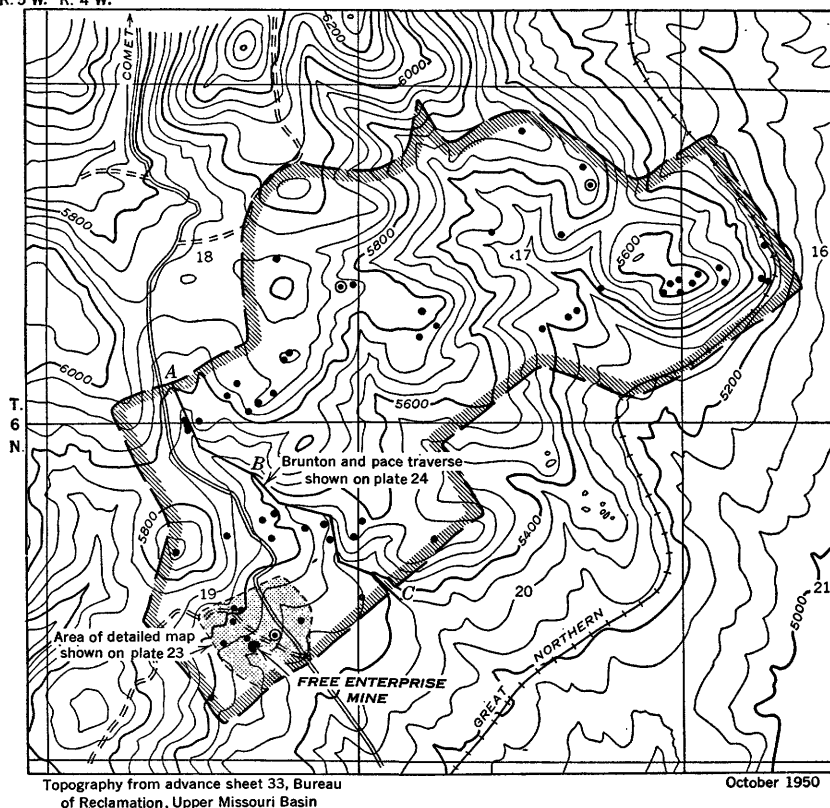 R. 5 W. R. 4 W.
COMET
6200
6000
5800
5800
18
17
5600
16
6000
A
5600
5200
T.
6
N.
B
Brunton and pace traverse
shown on plate 24
5800
5400
C
19
20
21
5000
Area of detailed map
shown on plate 23
FREE ENTERPRISE
MINE
GREAT NORTHERN
Topography from advance sheet 33, Bureau
of Reclamation, Upper Missouri Basin
October 1950